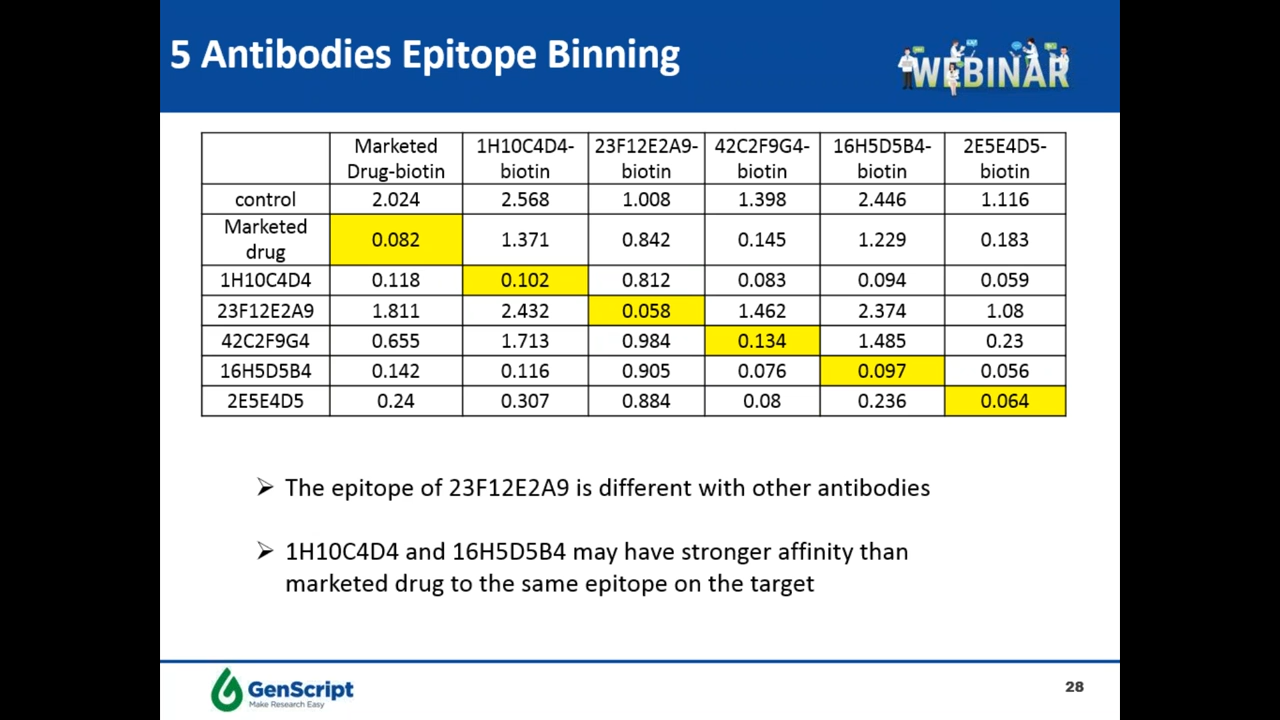 5 Antibodies Epitope Binning
WEBINAR
Marketed Drug-biotin 1H10C4D4-biotin 23F12E2A9-biotin 42C2F9G4-biotin 16H5D5B4-biotin 2E5E4D5-biotin
control 2.024 2.568 1.008 1.398 2.446 1.116
Marketed drug 0.082 1.371 0.842 0.145 1.229 0.183
1H10C4D4 0.118 0.102 0.812 0.083 0.094 0.059
23F12E2A9 1.811 2.432 0.058 1.462 2.374 1.08
42C2F9G4 0.655 1.713 0.984 0.134 1.485 0.23
16H5D5B4 0.142 0.116 0.905 0.076 0.097 0.056
2E5E4D5 0.24 0.307 0.884 0.08 0.236 0.064
The epitope of 23F12E2A9 is different with other antibodies
1H10C4D4 and 16H5D5B4 may have stronger affinity than
marketed drug to the same epitope on the target
GenScript
Make Research Easy
28